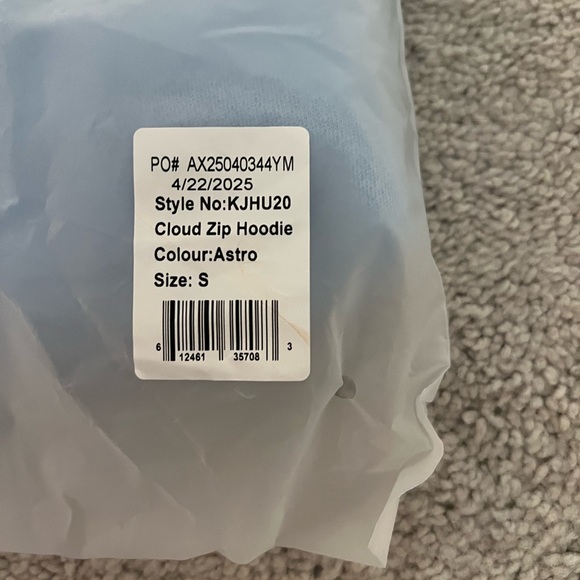 PO# AX25040344YM
4/22/2025
Style No:KJHU20
Cloud Zip Hoodie
Colour:Astro
Size: S
6 12461 35708 3